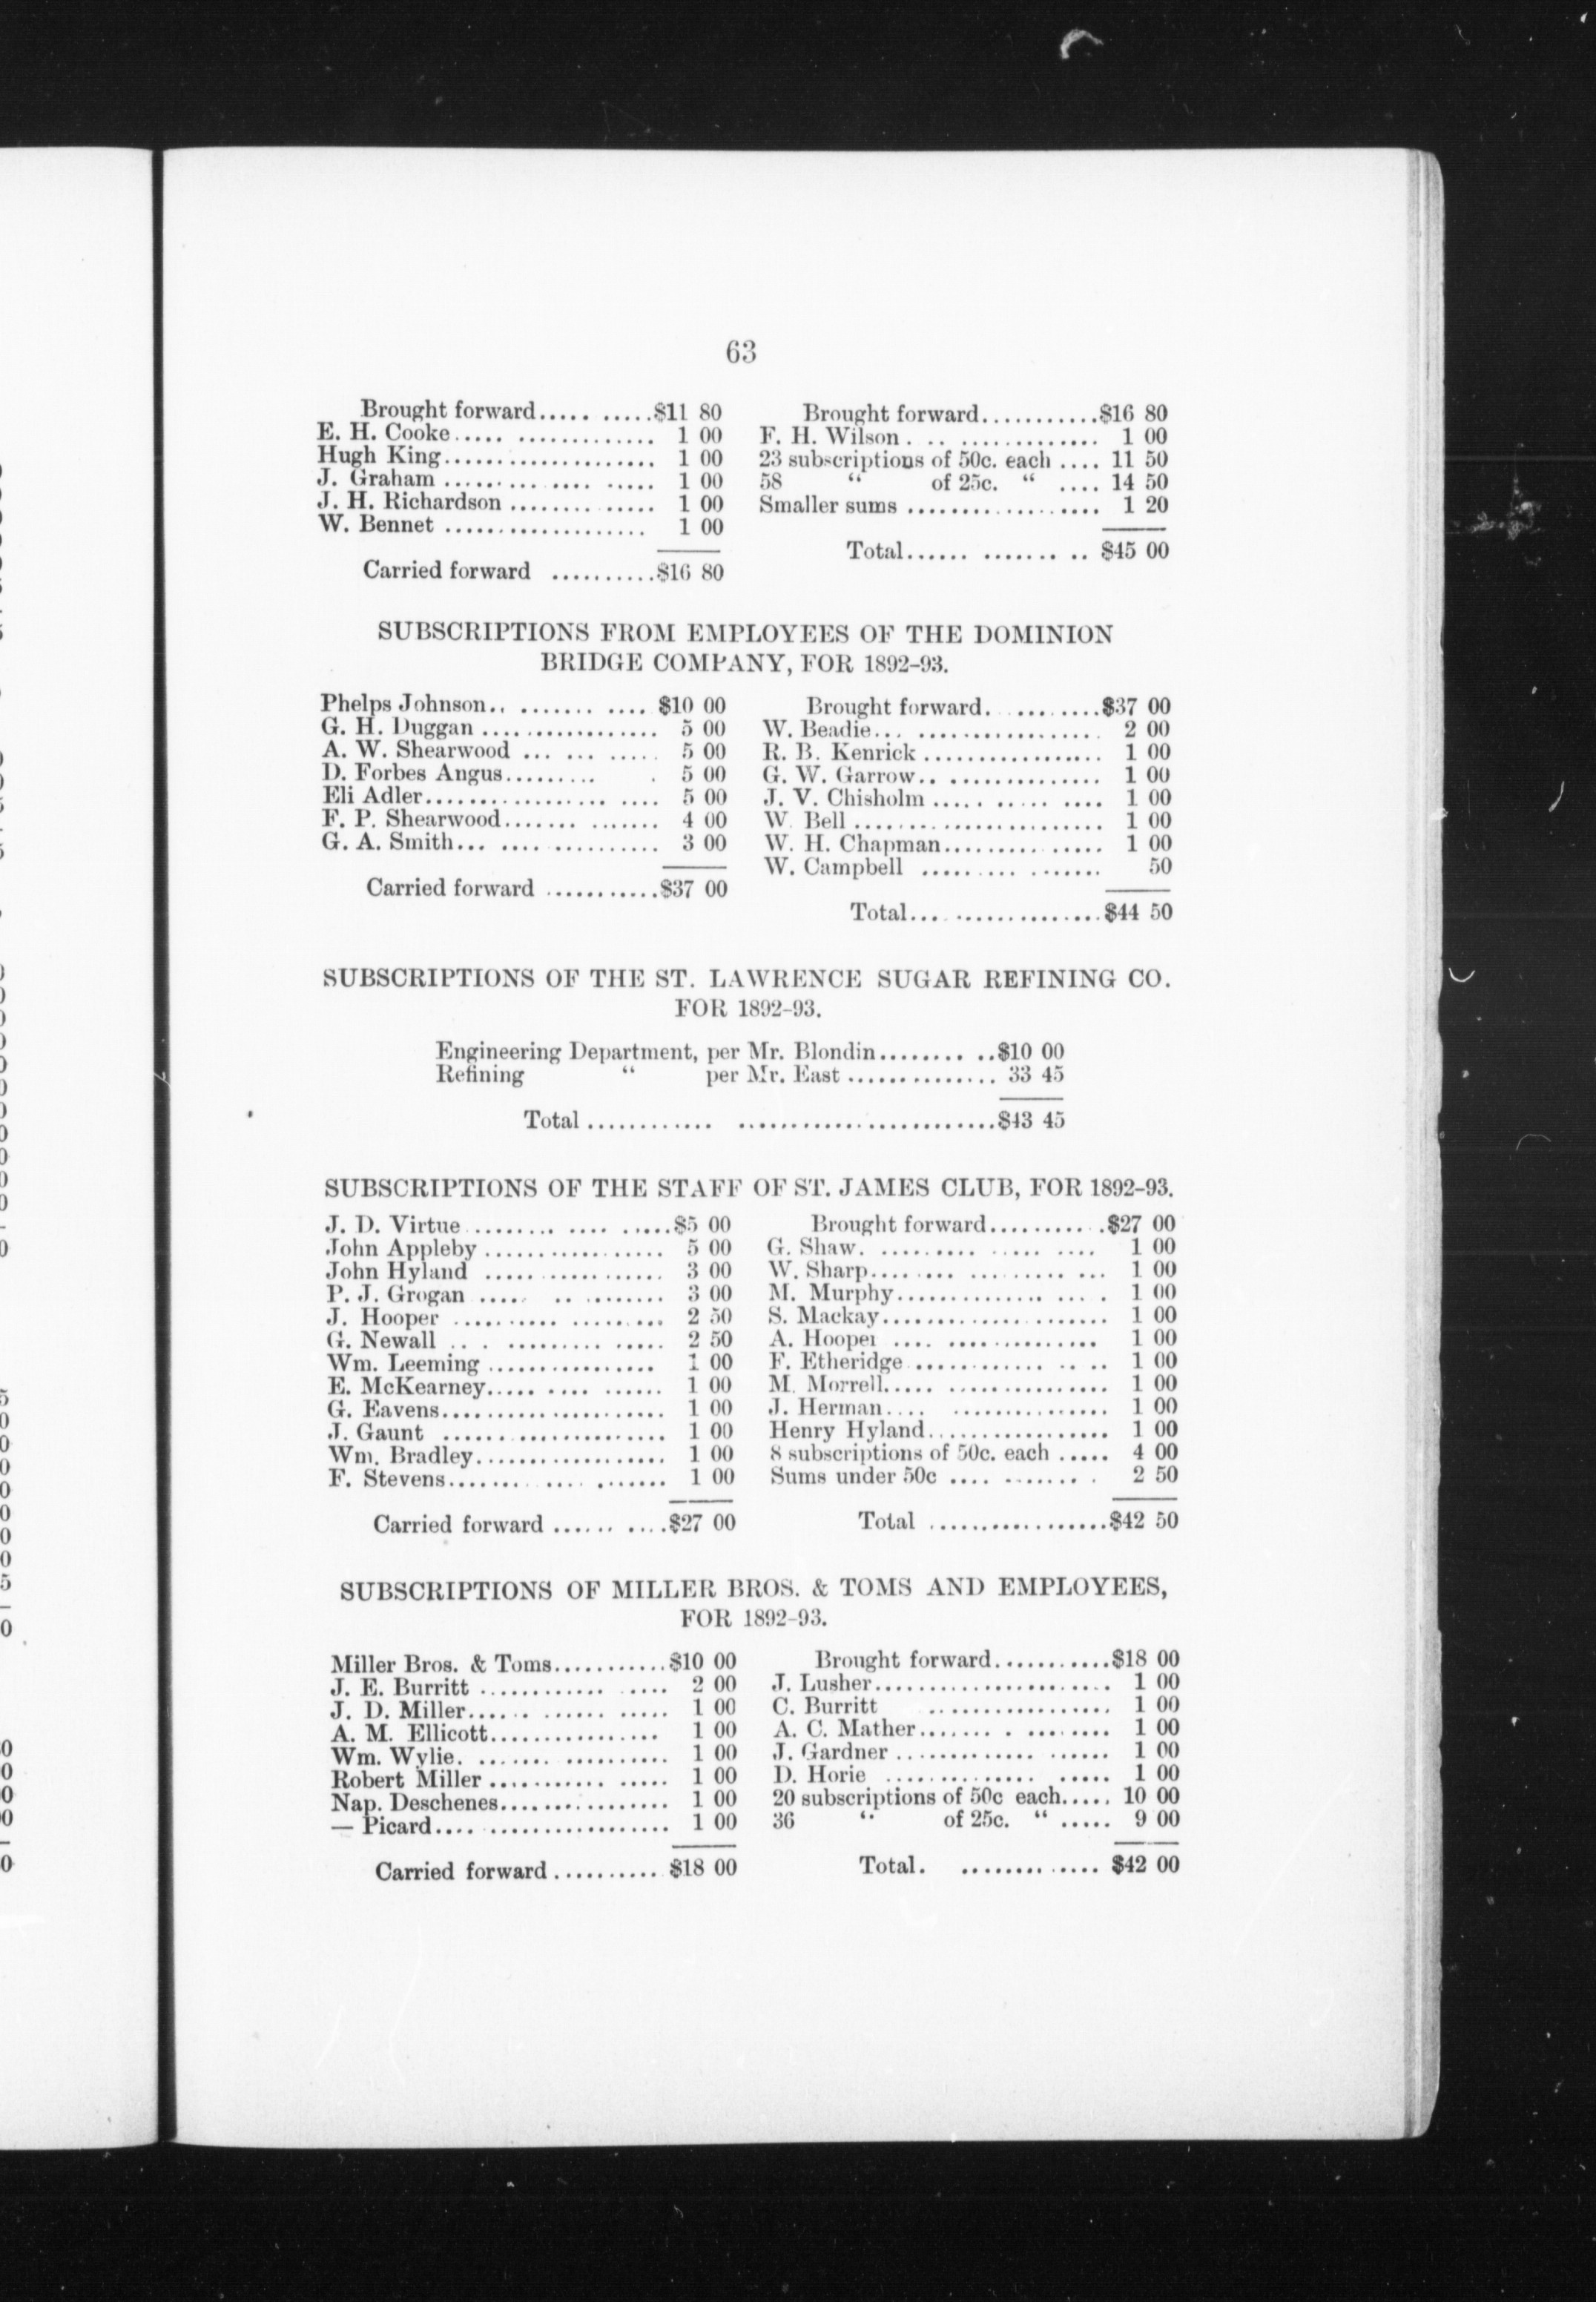 63
Brought forward..... ......$11 80
E. H. Cooke..... .............. 1 00
Hugh King..................... 1 00
J. Graham .......... .... ..... 1 00
J. H. Richardson .............. 1 00
W. Bennet .................... 1 00
Carried forward ..........$16 80
Brought forward...........$16 80
F. H. Wilson . .. .............. 1 00
23 subscriptions of 50c. each .... 11 50
58 “ of 25c. “ .... 14 50
Smaller sums ................... 1 20
Total...... ........ .. $45 00
SUBSCRIPTIONS FROM EMPLOYEES OF THE DOMINION
BRIDGE COMPANY, FOR 1892-93.
Phelps Johnson.. ........ .... $10 00
G. H. Duggan ................. 5 00
A. W. Shearwood ... ... ..... 5 00
D. Forbes Angus......... . 5 00
Eli Adler................. .... 5 00
F. P. Shearwood....... ....... 4 00
G. A. Smith... ................ 3 00
Carried forward ...........$37 00
Brought forward. .........$37 00
W. Beadie... .................. 2 00
R. B. Kenrick ................. 1 00
G. W. Garrow.. ............... 1 00
J. V. Chisholm ..... ..... .... 1 00
W. Bell ........................ 1 00
W. H. Chapman............... 1 00
W. Campbell ......... ....... 50
Total... ...............$44 50
SUBSCRIPTIONS OF THE ST. LAWRENCE SUGAR REFINING CO.
FOR 1892-93.
Engineering Department, per Mr. Blondin........ ..$10 00
Refining “ per Mr. East .............. 33 45
Total ............ .........................$43 45
SUBSCRIPTIONS OF THE STAFF OF ST. JAMES CLUB, FOR 1892-93.
J. D. Virtue ........ .... .....$5 00
John Appleby ................. 5 00
John Hyland ................. 3 00
P. J. Grogan ..... .. ........ 3 00
J. Hooper .......... ......... 2 50
G. Newall .. . .......... ..... 2 50
Wm. Leeming ................ 1 00
E. McKearney..... .... ...... 1 00
G. Eavens..................... 1 00
J. Gaunt ..................... 1 00
Wm. Bradley.................. 1 00
F. Stevens....... .... ....... 1 00
Carried forward ...... ....$27 00
Brought forward......... .$27 00
G. Shaw. ......... ..... .... 1 00
W. Sharp........ ......... ... 1 00
M. Murphy.............. ... . 1 00
S. Mackay..................... 1 00
A. Hooper .... .............. 1 00
F. Etheridge............. .. .. 1 00
M. Morrell..... ............... 1 00
J. Herman.... ............... 1 00
Henry Hyland................. 1 00
8 subscriptions of 50c. each ..... 4 00
Sums under 50c .... ........ . 2 50
Total .................$42 50
SUBSCRIPTIONS OF MILLER BROS. & TOMS AND EMPLOYEES,
FOR 1892-93.
Miller Bros. & Toms...........$10 00
J. E. Burritt ............ ..... 2 00
J. D. Miller...... ....... ..... 1 00
A. M. Ellicott................ 1 00
Wm. Wylie. ....... .......... 1 00
Robert Miller ........... ..... 1 00
Nap. Deschenes................ 1 00
— Picard.... ................. 1 00
Carried forward .......... $18 00
Brought forward...........$18 00
J. Lusher...................... 1 00
C. Burritt ................. 1 00
A. C. Mather....... . ........ 1 00
J. Gardner ............. ...... 1 00
D. Horie .............. ..... 1 00
20 subscriptions of 50c each..... 10 00
36 “ of 25c. “ ..... 9 00
Total. ............. $42 00